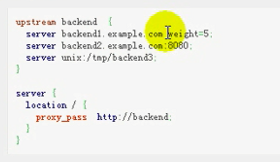 upstream backend {
server backend1.example.com weight=5;
server backend2.example.com:8080;
server unix:/tmp/backend3;
}
server {
location / {
proxy_pass http://backend;
}
}